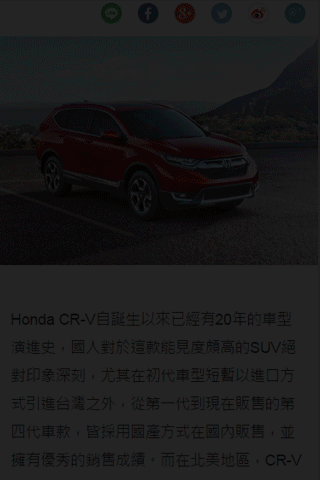 Honda CR-V自誕生以來已經有20年的車型
演進史，國人對於這款能見度頗高的SUV絕
對印象深刻，尤其在初代車型短暫以進口方
式引進台灣之外，從第一代到現在販售的第
四代車款，皆採用國產方式在國內販售，並
擁有優秀的銷售成績。而在北美地區，CR-V